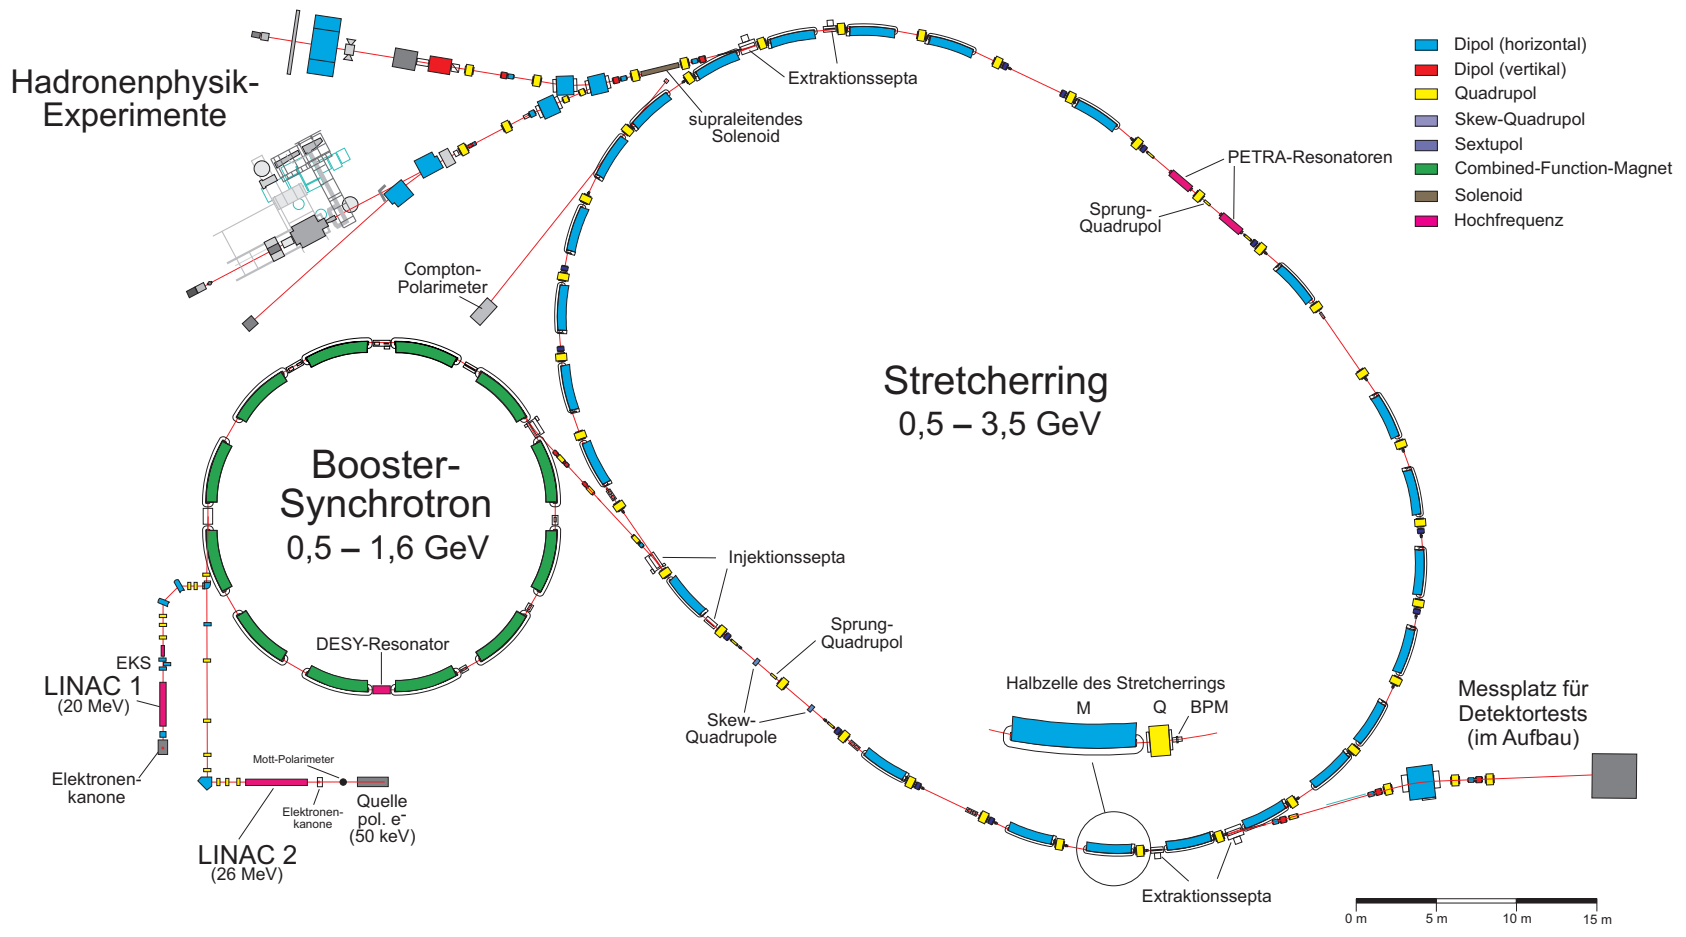 Hadronenphysik-
Experimente
Extraktionssepta
supraleitendes
Solenoid
Compton-
Polarimeter
PETRA-Resonatoren
Sprung-
Quadrupol
Dipol (horizontal)
Dipol (vertikal)
Quadrupol
Skew-Quadrupol
Sextupol
Combined-Function-Magnet
Solenoid
Hochfrequenz
Stretcherring
0,5 – 3,5 GeV
Booster-
Synchrotron
0,5 – 1,6 GeV
DESY-Resonator
Injektionssepta
Sprung-
Quadrupol
Skew-
Quadrupole
EKS
LINAC 1
(20 MeV)
Elektronen-
kanone
Mott-Polarimeter
Elektronen-
kanone
Quelle
pol. e⁻
(50 keV)
LINAC 2
(26 MeV)
Halbzelle des Stretcherrings
M
Q
BPM
Messplatz für
Detektortests
(im Aufbau)
Extraktionssepta
0 m
5 m
10 m
15 m